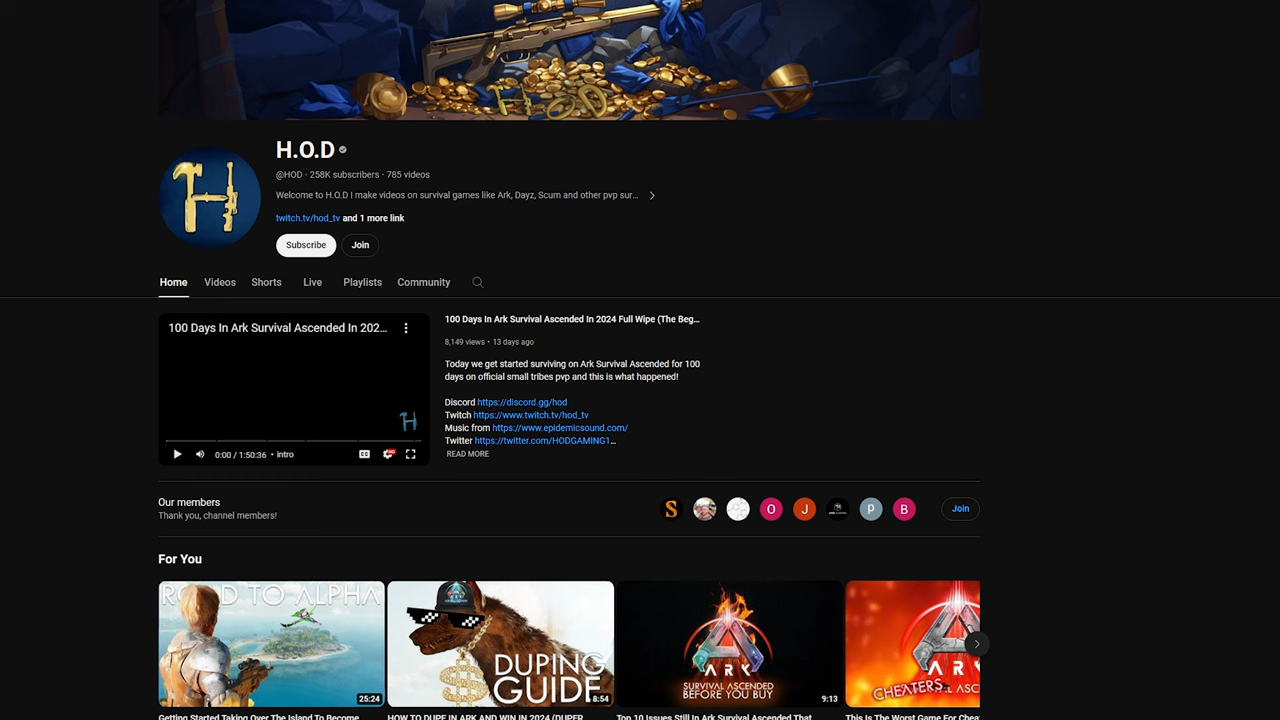 HOD
H.O.D
@HOD · 258K subscribers · 785 videos
Welcome to H.O.D I make videos on survival games like Ark, Dayz, Scum and other pvp sur...
twitch.tv/hod_tv and 1 more link
Subscribe
Join
Home
Videos
Shorts
Live
Playlists
Community
100 Days In Ark Survival Ascended In 202...
0:00 / 1:50:36 • intro
CC
HD
100 Days In Ark Survival Ascended In 2024 Full Wipe (The Beg...
8,149 views • 13 days ago
Today we get started surviving on Ark Survival Ascended for 100
days on official small tribes pvp and this is what happened!
Discord https://discord.gg/hod
Twitch https://www.twitch.tv/hod_tv
Music from https://www.epidemicsound.com/
Twitter https://twitter.com/HODGAMING1...
READ MORE
Our members
Thank you, channel members!
S
O
J
P
B
Join
For You
ROAD TO ALPHA
25:24
DUPING
GUIDE
8:54
ARK
SURVIVAL ASCENDED
BEFORE YOU BUY
9:13
CHEATERS
Getting Started Taking Over The Island To Become
HOW TO DUPE IN ARK AND WIN IN 2024 (DUPER
Top 10 Issues Still In Ark Survival Ascended That
This Is The Worst Game For Chea